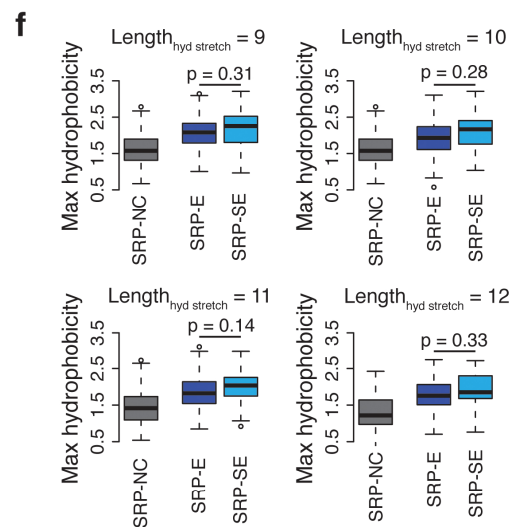 f
Length hyd stretch = 9
p = 0.31
Max hydrophobicity
3.5
2.5
1.5
0.5
SRP-NC
SRP-E
SRP-SE
Length hyd stretch = 10
p = 0.28
Max hydrophobicity
3.5
2.5
1.5
0.5
SRP-NC
SRP-E
SRP-SE
Length hyd stretch = 11
p = 0.14
Max hydrophobicity
3.5
2.5
1.5
0.5
SRP-NC
SRP-E
SRP-SE
Length hyd stretch = 12
p = 0.33
Max hydrophobicity
3.5
2.5
1.5
0.5
SRP-NC
SRP-E
SRP-SE